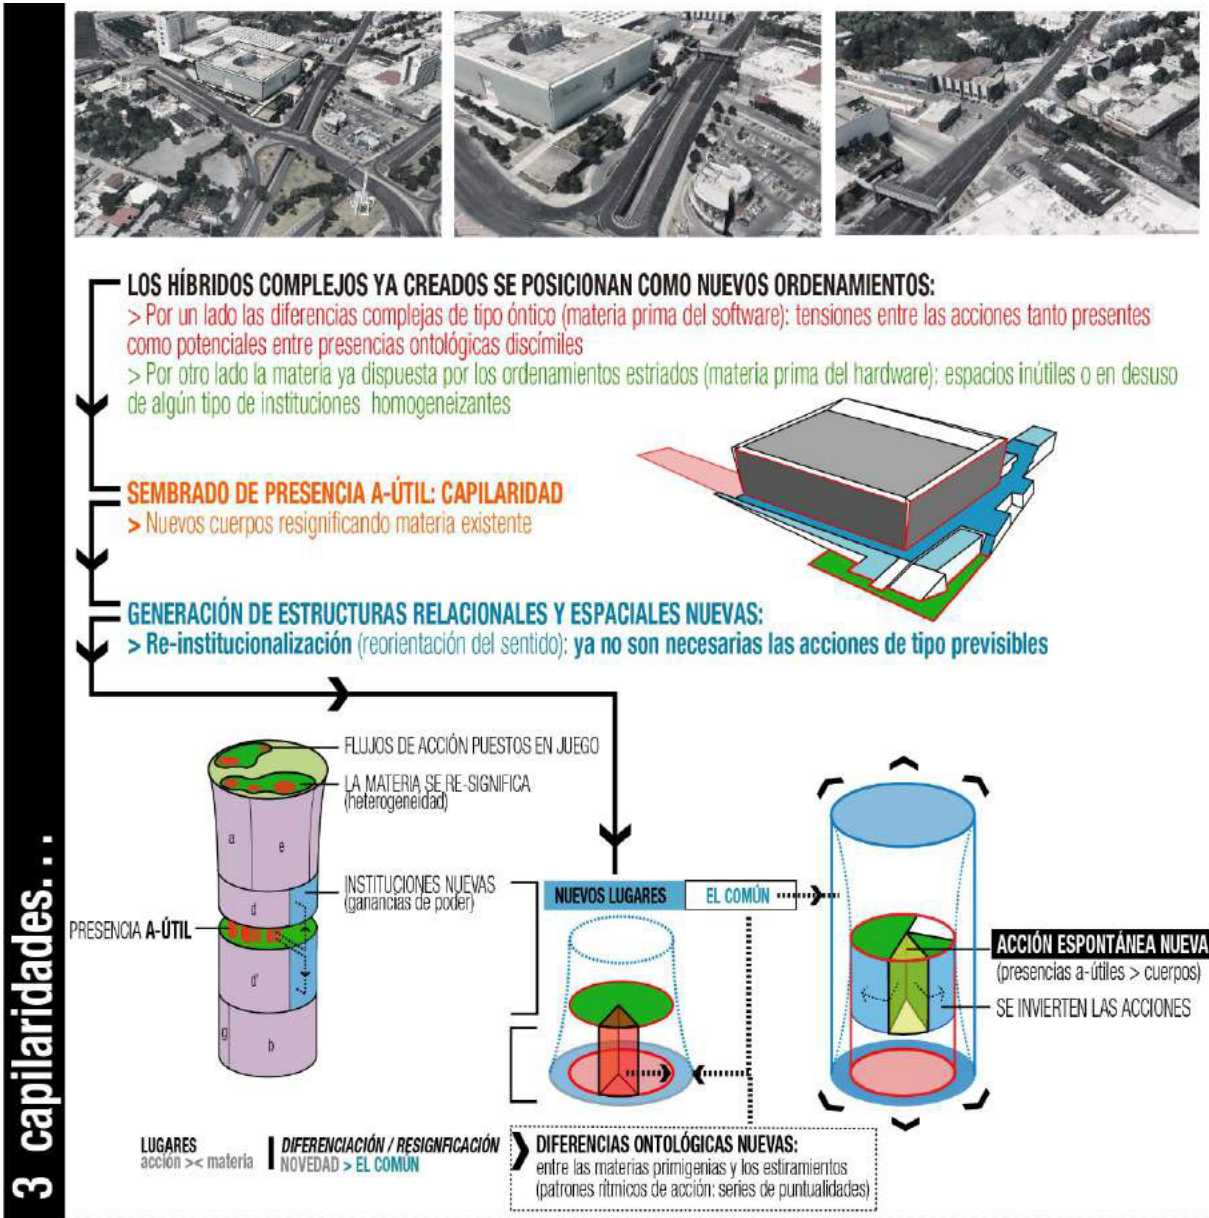 LOS HÍBRIDOS COMPLEJOS YA CREADOS SE POSICIONAN COMO NUEVOS ORDENAMIENTOS:
> Por un lado las diferencias complejas de tipo óntico (materia prima del software): tensiones entre las acciones tanto presentes
como potenciales entre presencias ontológicas discímiles
> Por otro lado la materia ya dispuesta por los ordenamientos estriados (materia prima del hardware): espacios inútiles o en desuso
de algún tipo de instituciones homogeneizantes
SEMBRADO DE PRESENCIA A-ÚTIL: CAPILARIDAD
> Nuevos cuerpos resignificando materia existente
GENERACIÓN DE ESTRUCTURAS RELACIONALES Y ESPACIALES NUEVAS:
> Re-institucionalización (reorientación del sentido): ya no son necesarias las acciones de tipo previsibles
FLUJOS DE ACCIÓN PUESTOS EN JUEGO
LA MATERIA SE RE-SIGNIFICA
(heterogeneidad)
a
e
INSTITUCIONES NUEVAS
(ganancias de poder)
d
PRESENCIA A-ÚTIL
d'
g
b
NUEVOS LUGARES
EL COMÚN
ACCIÓN ESPONTÁNEA NUEVA
(presencias a-útiles > cuerpos)
SE INVIERTEN LAS ACCIONES
LUGARES
acción >< materia
DIFERENCIACIÓN / RESIGNFICACIÓN
NOVEDAD > EL COMÚN
DIFERENCIAS ONTOLÓGICAS NUEVAS:
entre las materias primigenias y los estiramientos
(patrones rítmicos de acción: series de puntualidades)
3 capilaridades. . .